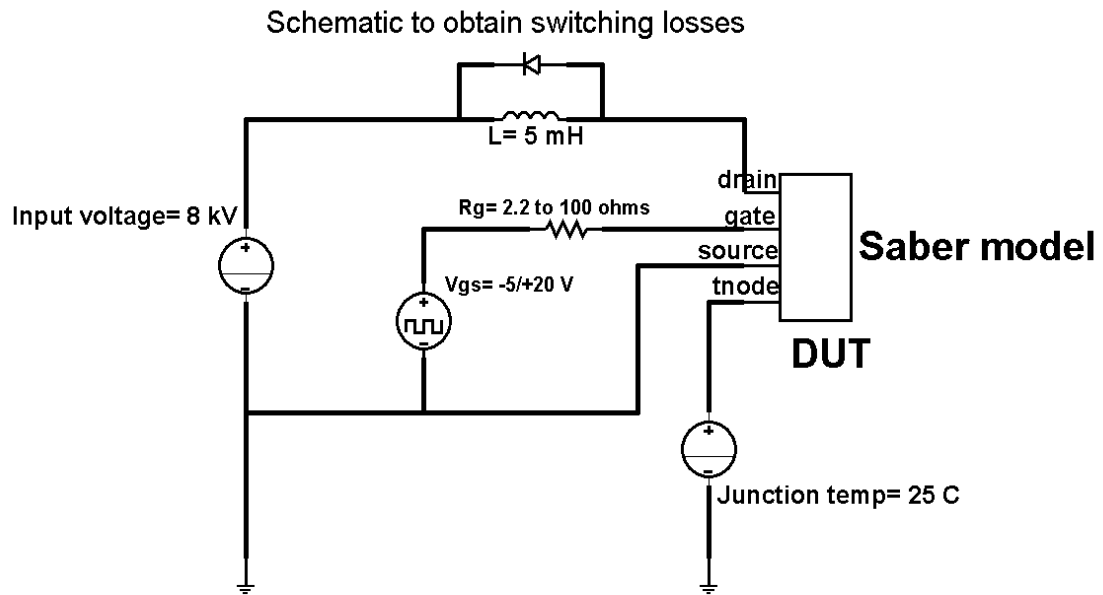 Schematic to obtain switching losses
L= 5 mH
drain
Input voltage= 8 kV
Rg= 2.2 to 100 ohms
gate
source
Saber model
Vgs= -5/+20 V
tnode
DUT
Junction temp= 25 C